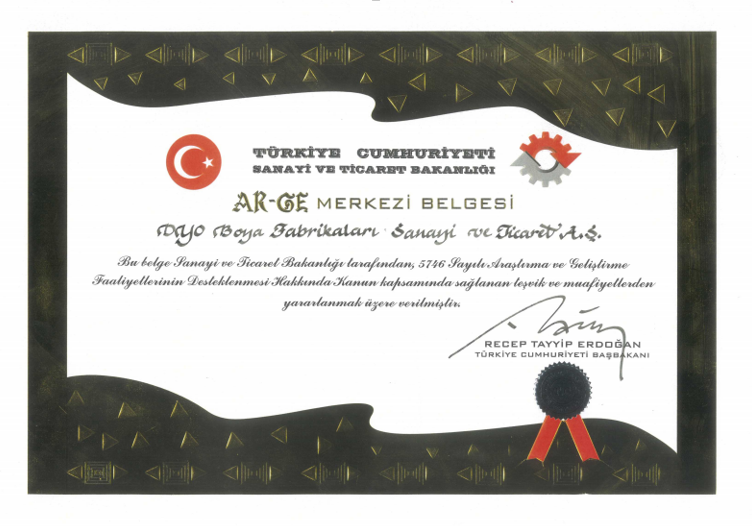 TÜRKİYE CUMHURİYETİ
SANAYİ VE TİCARET BAKANLIĞI
AR-GE MERKEZİ BELGESİ
DYO Boya Fabrikaları Sanayi ve Ticaret A.Ş.
Bu belge Sanayi ve Ticaret Bakanlığı tarafından, 5746 Sayılı Araştırma ve Geliştirme
Faaliyetlerinin Desteklenmesi Hakkında Kanun kapsamında sağlanan teşvik ve muafiyetlerden
yararlanmak üzere verilmiştir.
RECEP TAYYİP ERDOĞAN
TÜRKİYE CUMHURİYETİ BAŞBAKANI